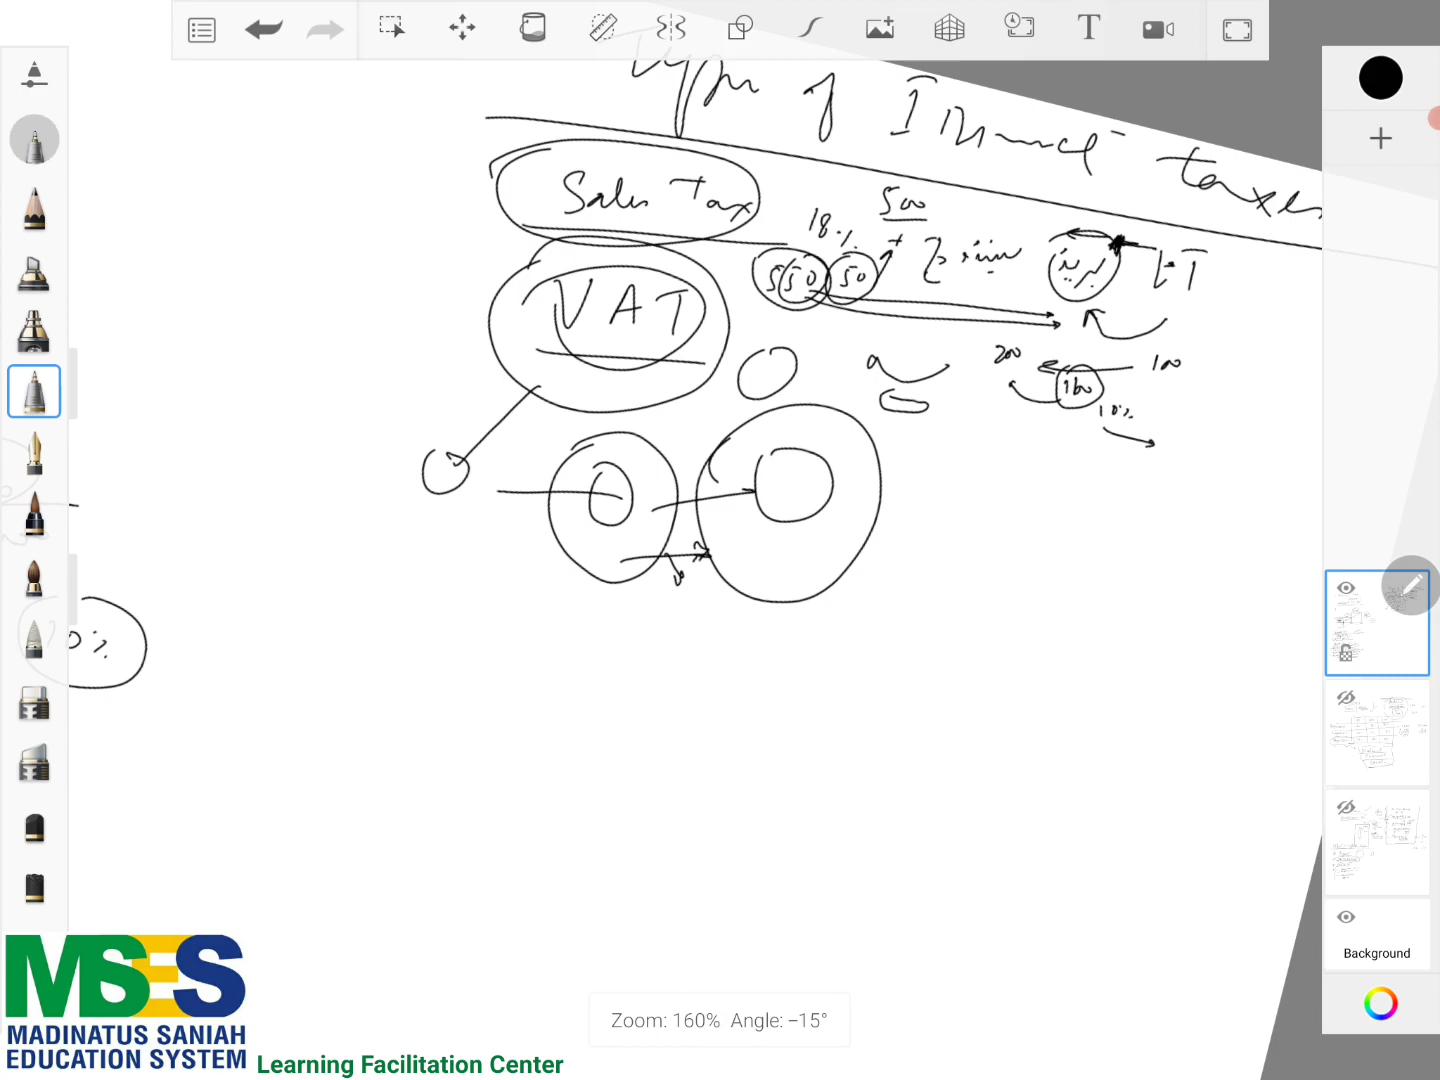 Types of Indirect taxes
Sales Tax
500
18%
+
550
50
VAT
200
100
100
10%
0%
Background
Zoom: 160% Angle: −15°
MSES
MADINATUS SANIAH
EDUCATION SYSTEM
Learning Facilitation Center